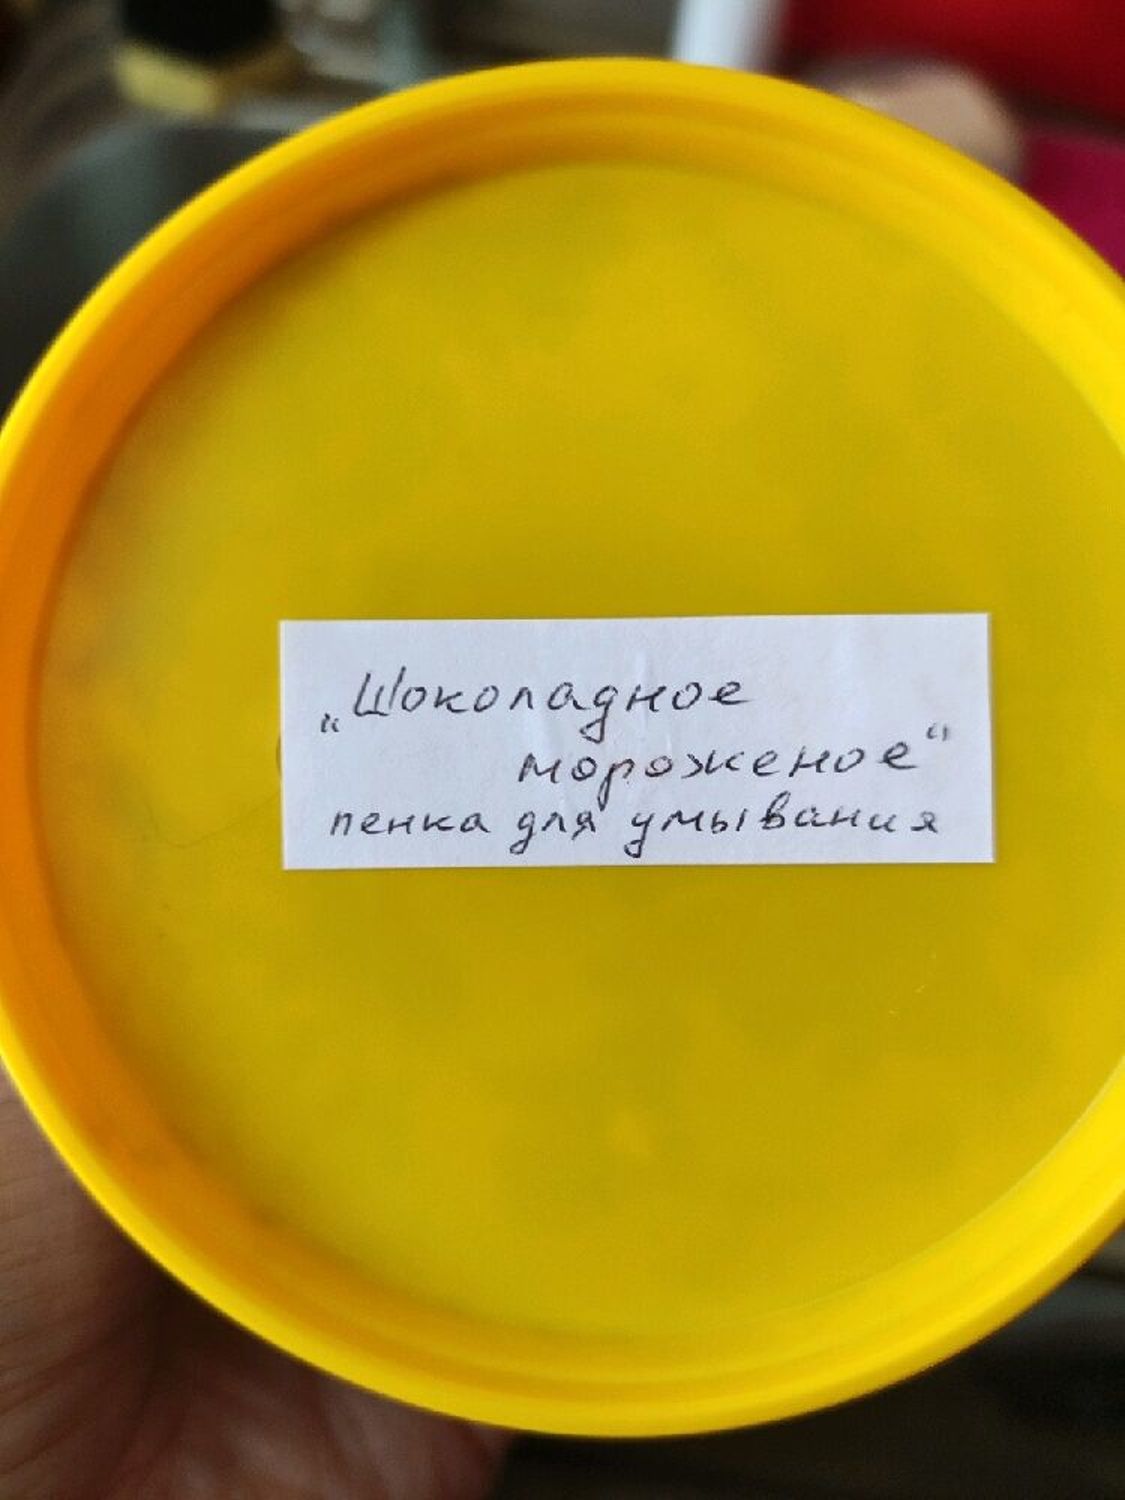 „Шоколадное
мороженое“
пенка для умывания